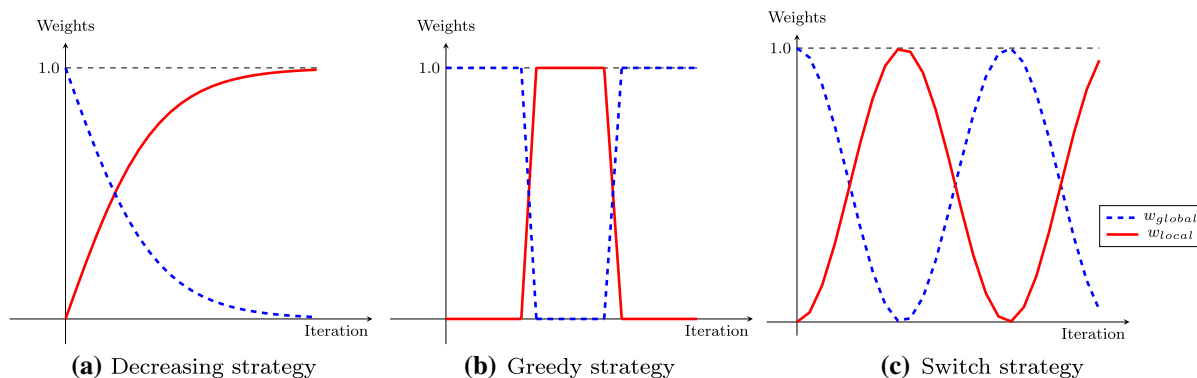 Weights
1.0
Iteration
(a) Decreasing strategy
Weights
1.0
Iteration
(b) Greedy strategy
Weights
1.0
Iteration
(c) Switch strategy
w_global
w_local